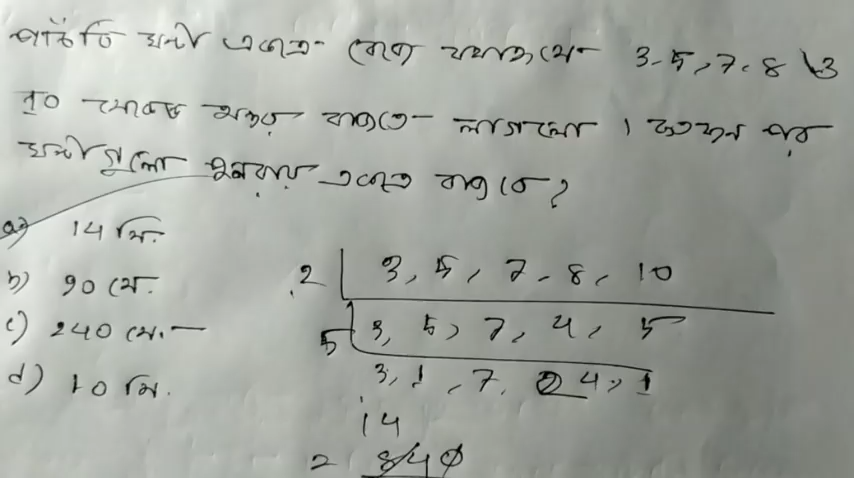 পাঁচটি ঘন্টা একত্রে বেজে যথাক্রমে 3, 5, 7, 8 ও
10 সেকেন্ড অন্তর বাজতে লাগলো। কতক্ষন পর
ঘন্টাগুলো পুনরায় একত্রে বাজবে?
a) 14 মি.
b) 90 সে.
c) 240 সে.
d) 10 মি.
2 3, 5, 7, 8, 10
5 3, 5, 7, 4, 5
3, 1, 7, 4, 1
14
2 840